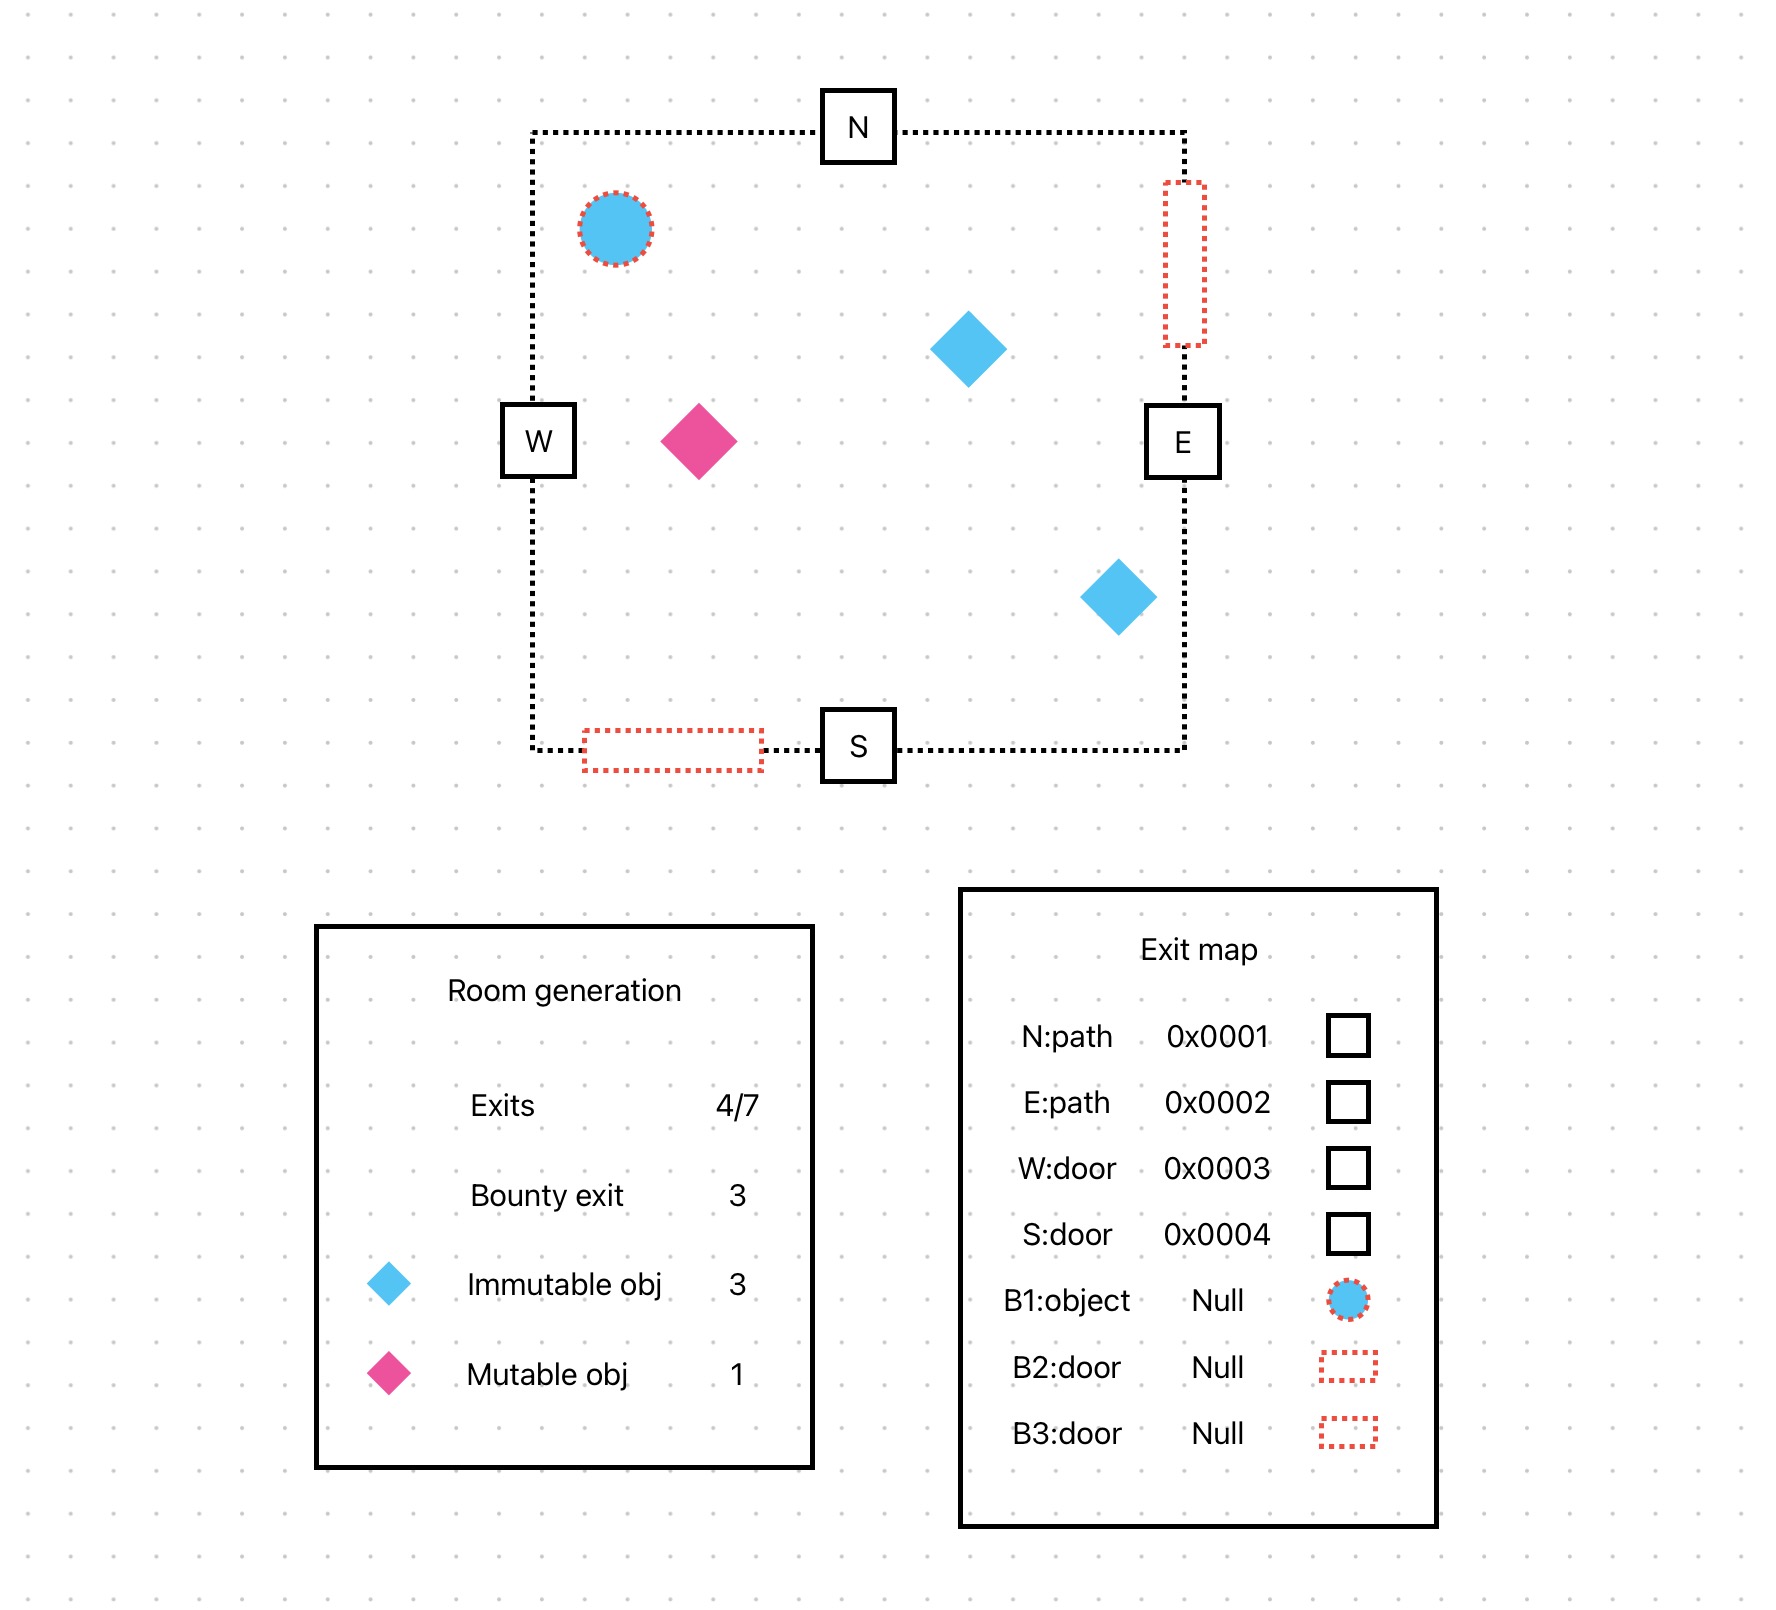 N
W
E
S
Room generation
Exits 4/7
Bounty exit 3
Immutable obj 3
Mutable obj 1
Exit map
N:path 0x0001
E:path 0x0002
W:door 0x0003
S:door 0x0004
B1:object Null
B2:door Null
B3:door Null